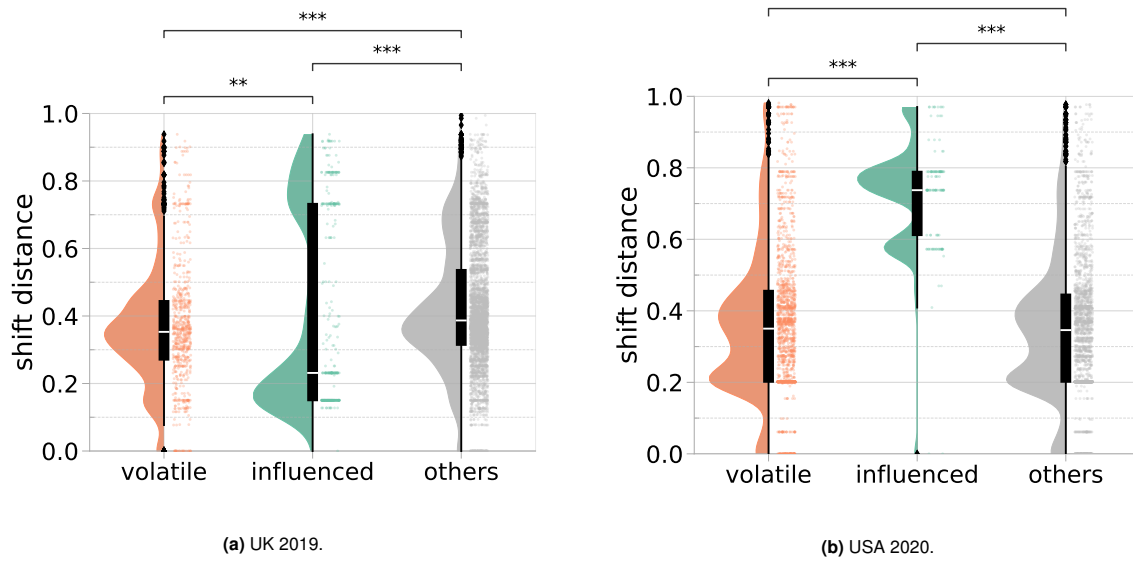 ***
***
**
shift distance
1.0
0.8
0.6
0.4
0.2
0.0
volatile influenced others
(a) UK 2019.
***
***
shift distance
1.0
0.8
0.6
0.4
0.2
0.0
volatile influenced others
(b) USA 2020.